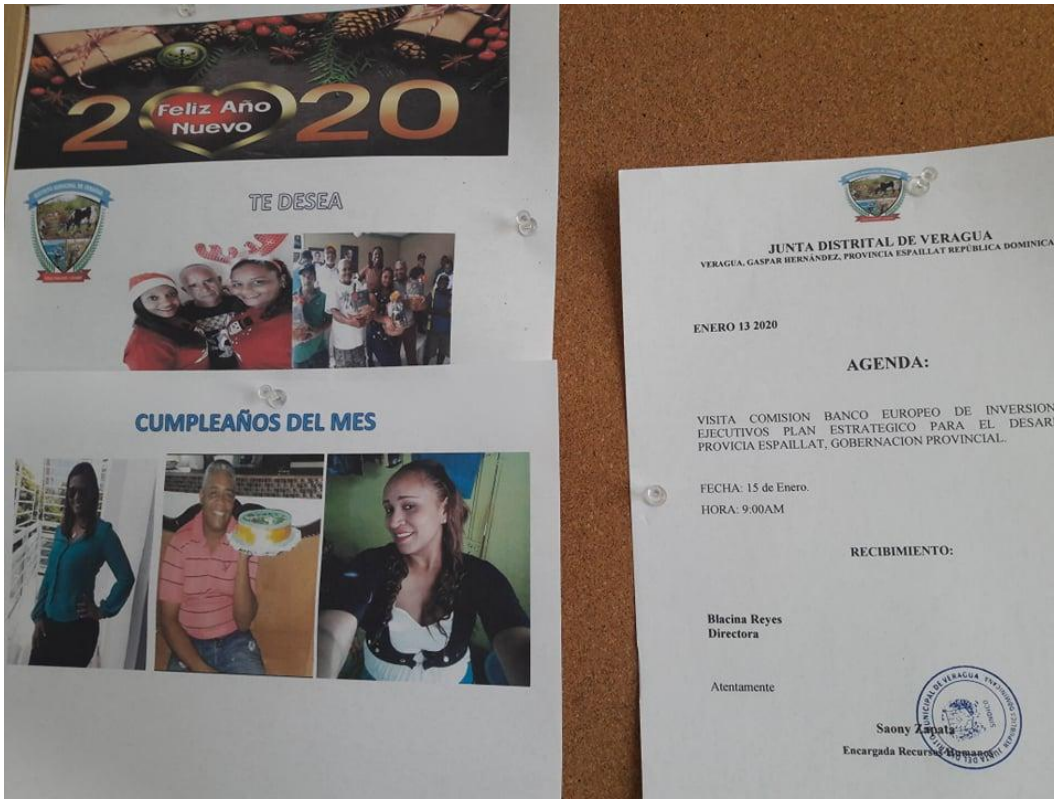 2020
Feliz Año
Nuevo
TE DESEA
CUMPLEAÑOS DEL MES
JUNTA DISTRITAL DE VERAGUA
VERAGUA, GASPAR HERNÁNDEZ, PROVINCIA ESPAILLAT REPÚBLICA DOMINICA
ENERO 13 2020
AGENDA:
VISITA COMISION BANCO EUROPEO DE INVERSION
EJECUTIVOS PLAN ESTRATEGICO PARA EL DESAR
PROVICIA ESPAILLAT, GOBERNACION PROVINCIAL.
FECHA: 15 de Enero.
HORA: 9:00AM
RECIBIMIENTO:
Blacina Reyes
Directora
Atentamente
Saony Zapata
Encargada Recursos Humanos
SINDICO